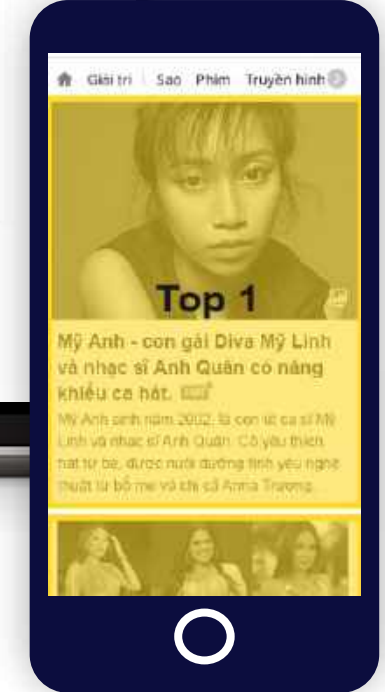 Giải trí Sao Phim Truyền hình
Top 1
Mỹ Anh - con gái Diva Mỹ Linh
và nhạc sĩ Anh Quân có năng
khiếu ca hát.
Mỹ Anh sinh năm 2002, là con út ca sĩ Mỹ
Linh và nhạc sĩ Anh Quân. Cô yêu thích
hát từ bé, được nuôi dưỡng tình yêu nghệ
thuật từ bố mẹ và chị cả Anna Trương...